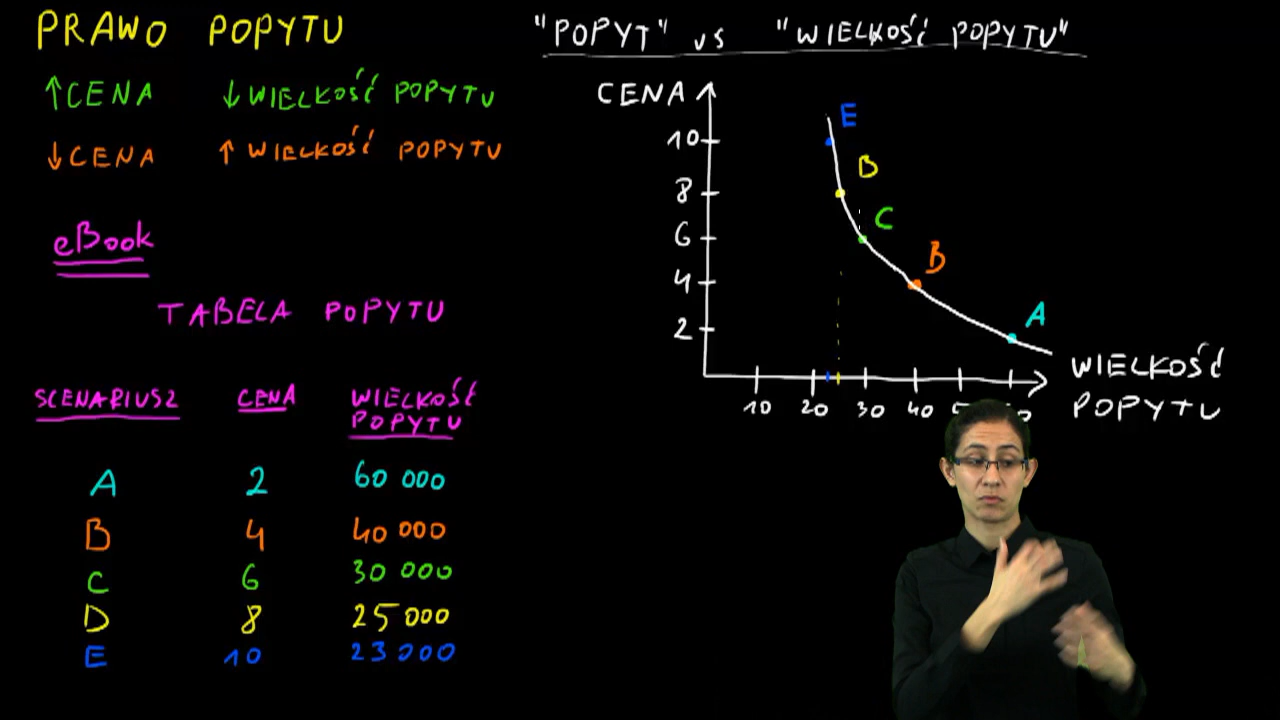 PRAWO POPYTU
↑CENA ↓WIELKOŚĆ POPYTU
↓CENA ↑WIELKOŚĆ POPYTU
eBook
TABELA POPYTU
SCENARIUSZ CENA WIELKOŚĆ POPYTU
A 2 60 000
B 4 40 000
C 6 30 000
D 8 25 000
E 10 23 000
"POPYT" vs "WIELKOŚĆ POPYTU"
CENA
10
8
6
4
2
E
D
C
B
A
10 20 30 40
WIELKOŚĆ
POPYTU